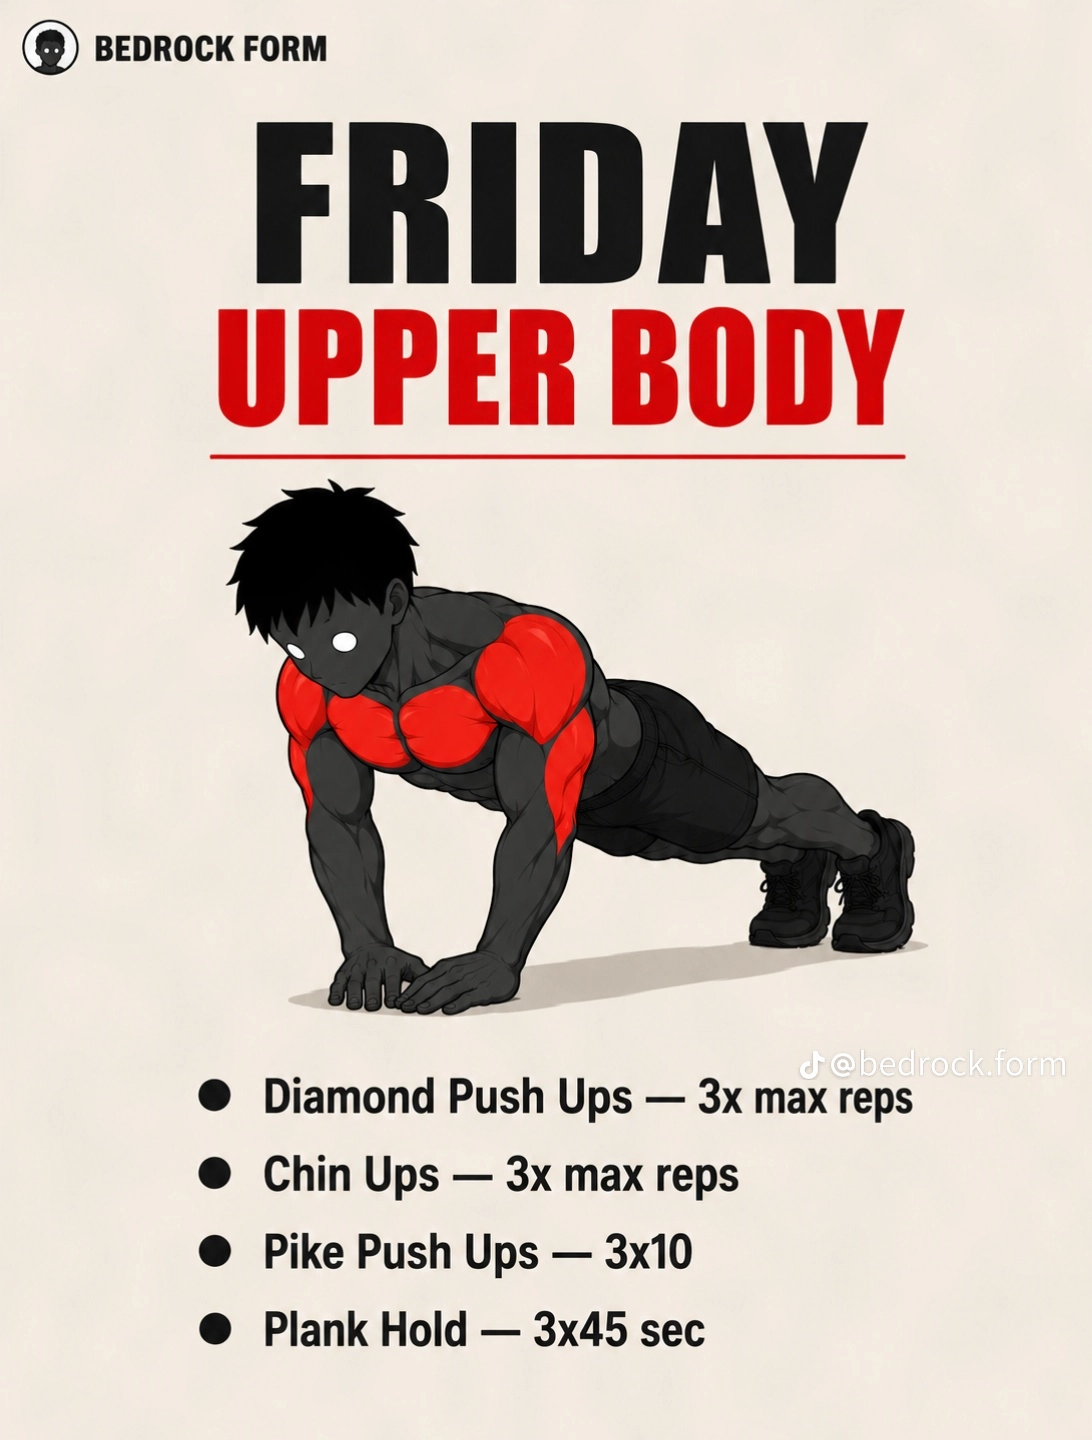 BEDROCK FORM
FRIDAY
UPPER BODY
@bedrock.form
● Diamond Push Ups — 3x max reps
● Chin Ups — 3x max reps
● Pike Push Ups — 3x10
● Plank Hold — 3x45 sec